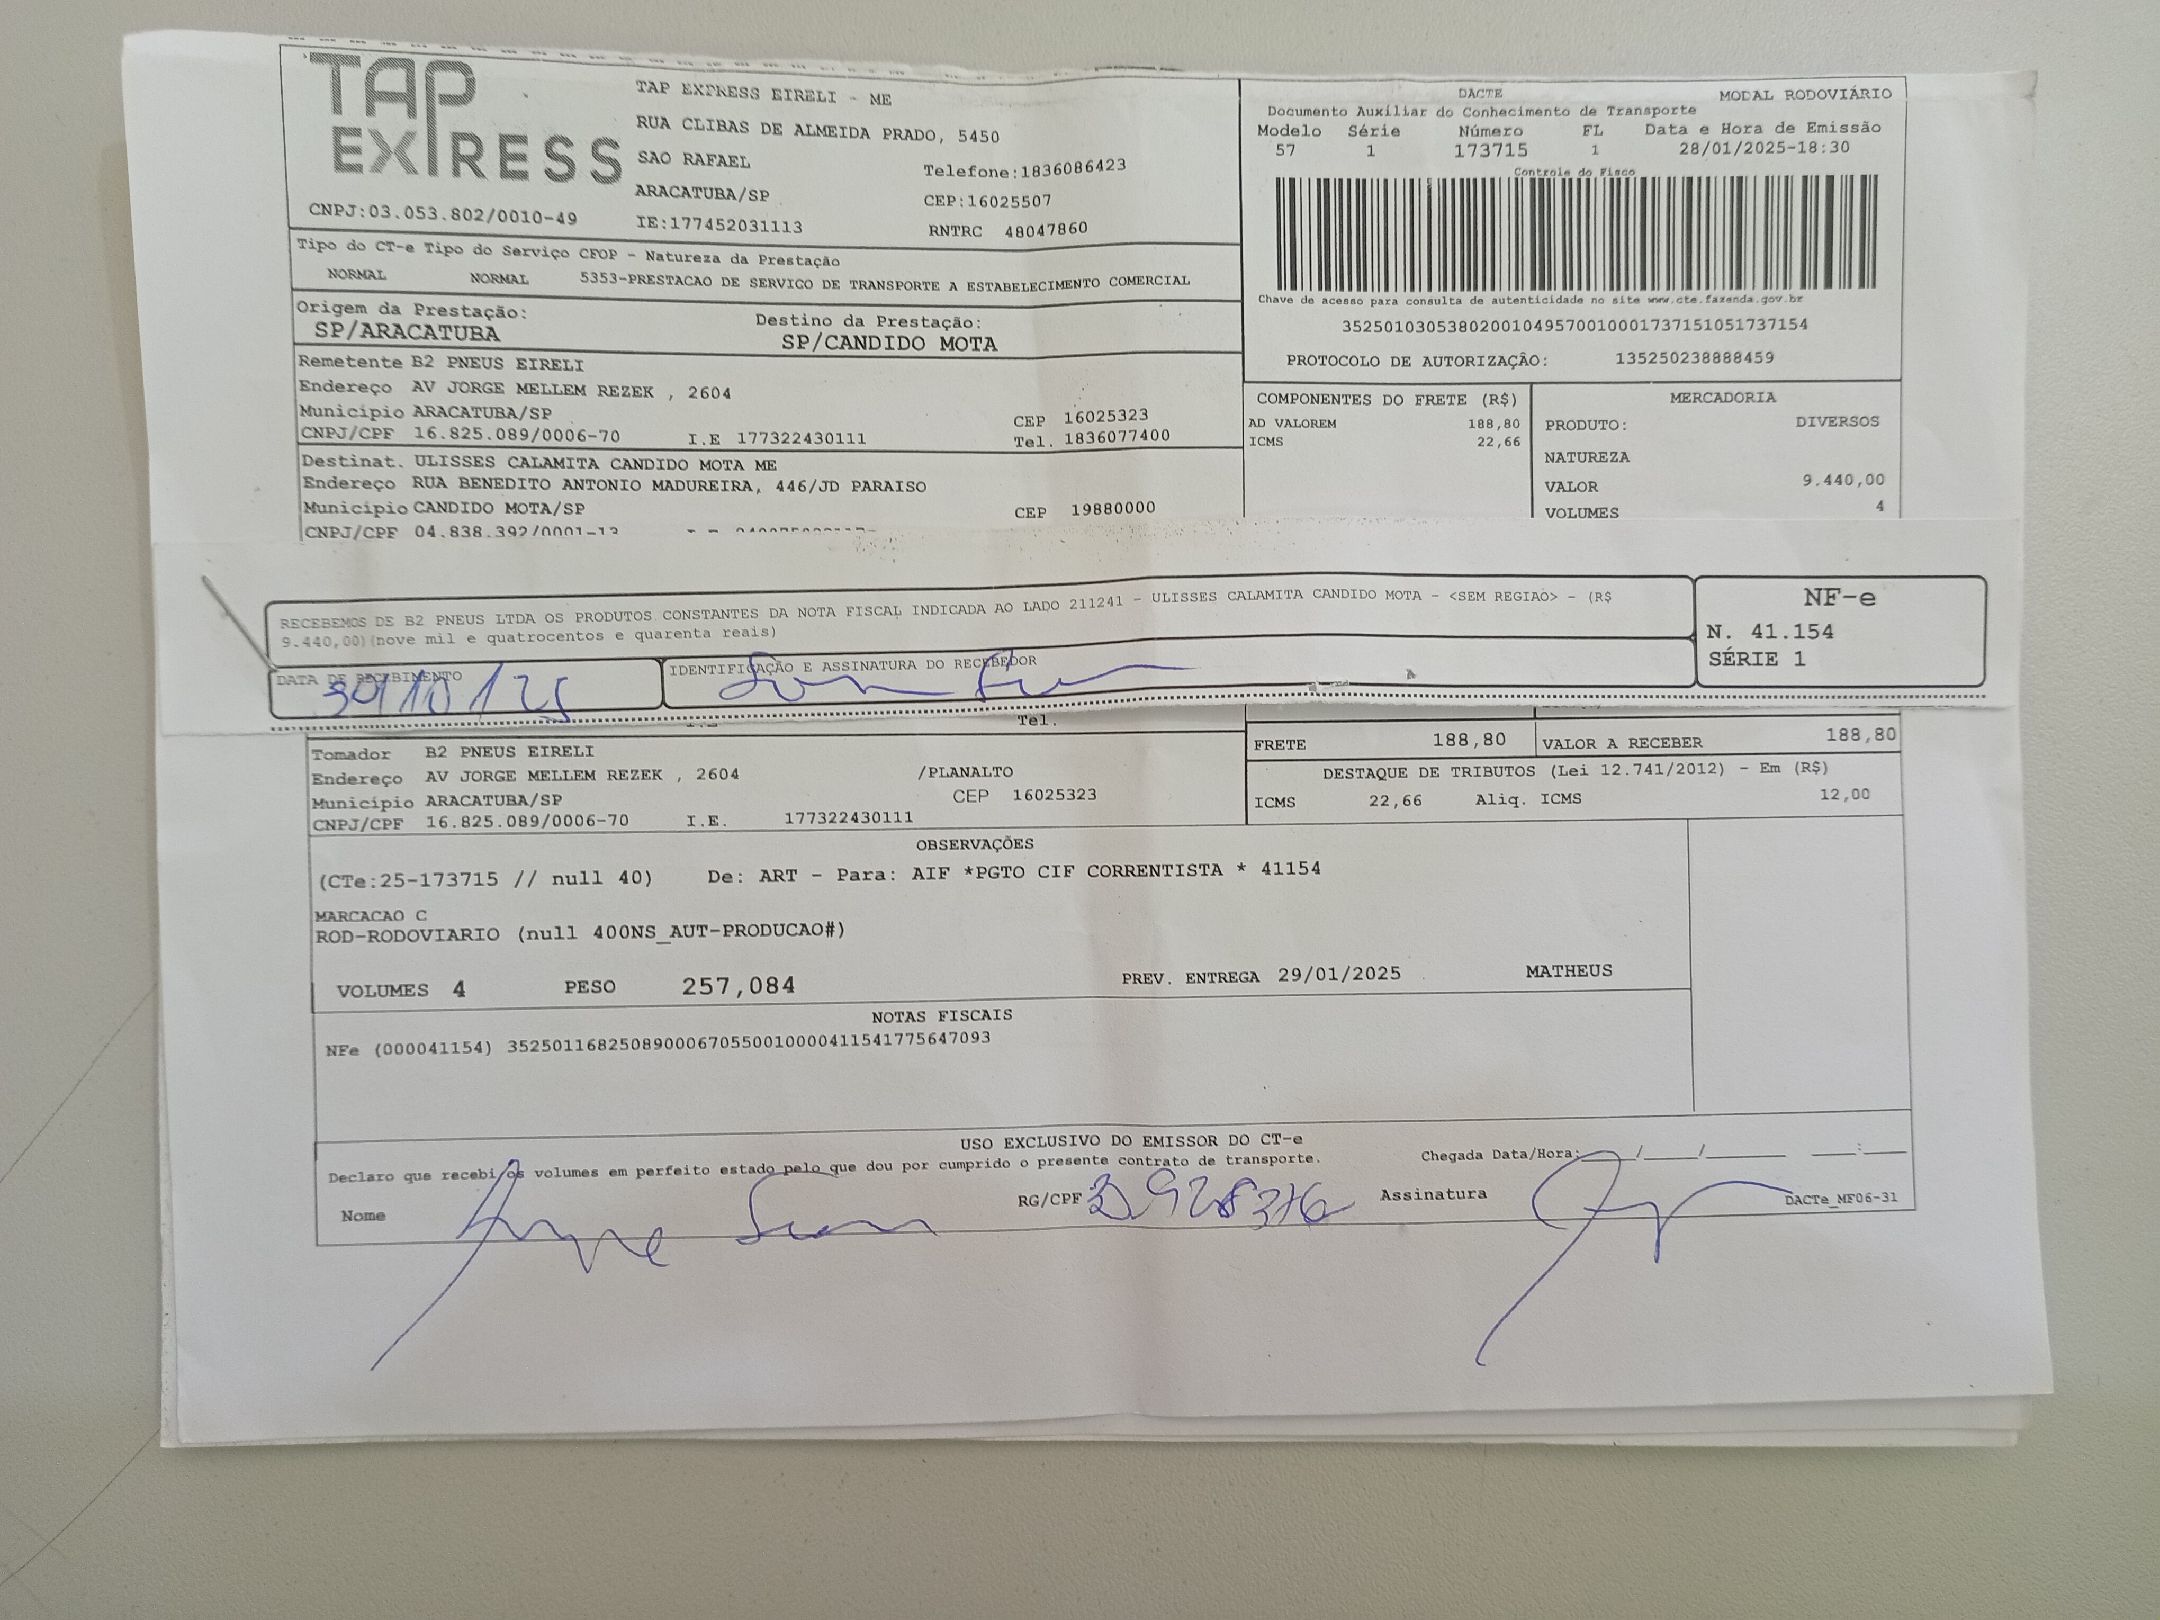 TAP
EXPRESS
TAP EXPRESS EIRELI - ME
RUA CLIBAS DE ALMEIDA PRADO, 5450
SAO RAFAEL Telefone:1836086423
ARACATUBA/SP CEP:16025507
CNPJ:03.053.802/0010-49 IE:177452031113 RNTRC 48047860
DACTE MODAL RODOVIÁRIO
Documento Auxiliar do Conhecimento de Transporte
Modelo Série Número FL Data e Hora de Emissão
57 1 173715 1 28/01/2025-18:30
Controle do Fisco
Chave de acesso para consulta de autenticidade no site www.cte.fazenda.gov.br
35250103053802001049570010001737151051737154
PROTOCOLO DE AUTORIZAÇÃO: 135250238888459
Tipo do CT-e Tipo do Serviço CFOP - Natureza da Prestação
NORMAL NORMAL 5353-PRESTACAO DE SERVICO DE TRANSPORTE A ESTABELECIMENTO COMERCIAL
Origem da Prestação: Destino da Prestação:
SP/ARACATUBA SP/CANDIDO MOTA
Remetente B2 PNEUS EIRELI
Endereço AV JORGE MELLEM REZEK , 2604
Município ARACATUBA/SP CEP 16025323
CNPJ/CPF 16.825.089/0006-70 I.E 177322430111 Tel. 1836077400
Destinat. ULISSES CALAMITA CANDIDO MOTA ME
Endereço RUA BENEDITO ANTONIO MADUREIRA, 446/JD PARAISO
Município CANDIDO MOTA/SP CEP 19880000
CNPJ/CPF 04.838.392/0001-13
COMPONENTES DO FRETE (R$) MERCADORIA
AD VALOREM 188,80 PRODUTO: DIVERSOS
ICMS 22,66 NATUREZA
VALOR 9.440,00
VOLUMES 4
RECEBEMOS DE B2 PNEUS LTDA OS PRODUTOS CONSTANTES DA NOTA FISCAL INDICADA AO LADO 211241 - ULISSES CALAMITA CANDIDO MOTA - <SEM REGIAO> - (R$
9.440,00)(nove mil e quatrocentos e quarenta reais)
DATA DE RECEBIMENTO IDENTIFICAÇÃO E ASSINATURA DO RECEBEDOR
30/10/25
NF-e
N. 41.154
SÉRIE 1
Tel.
Tomador B2 PNEUS EIRELI
Endereço AV JORGE MELLEM REZEK , 2604 /PLANALTO
Município ARACATUBA/SP CEP 16025323
CNPJ/CPF 16.825.089/0006-70 I.E. 177322430111
FRETE 188,80 VALOR A RECEBER 188,80
DESTAQUE DE TRIBUTOS (Lei 12.741/2012) - Em (R$)
ICMS 22,66 Aliq. ICMS 12,00
OBSERVAÇÕES
(CTe:25-173715 // null 40) De: ART - Para: AIF *PGTO CIF CORRENTISTA * 41154
MARCACAO C
ROD-RODOVIARIO (null 400NS_AUT-PRODUCAO#)
VOLUMES 4 PESO 257,084 PREV. ENTREGA 29/01/2025 MATHEUS
NOTAS FISCAIS
NFe (000041154) 35250116825089000670550010000411541775647093
USO EXCLUSIVO DO EMISSOR DO CT-e
Declaro que recebi os volumes em perfeito estado pelo que dou por cumprido o presente contrato de transporte. Chegada Data/Hora:___/___/_____ ___:___
Nome RG/CPF Assinatura DACTe_MF06-31